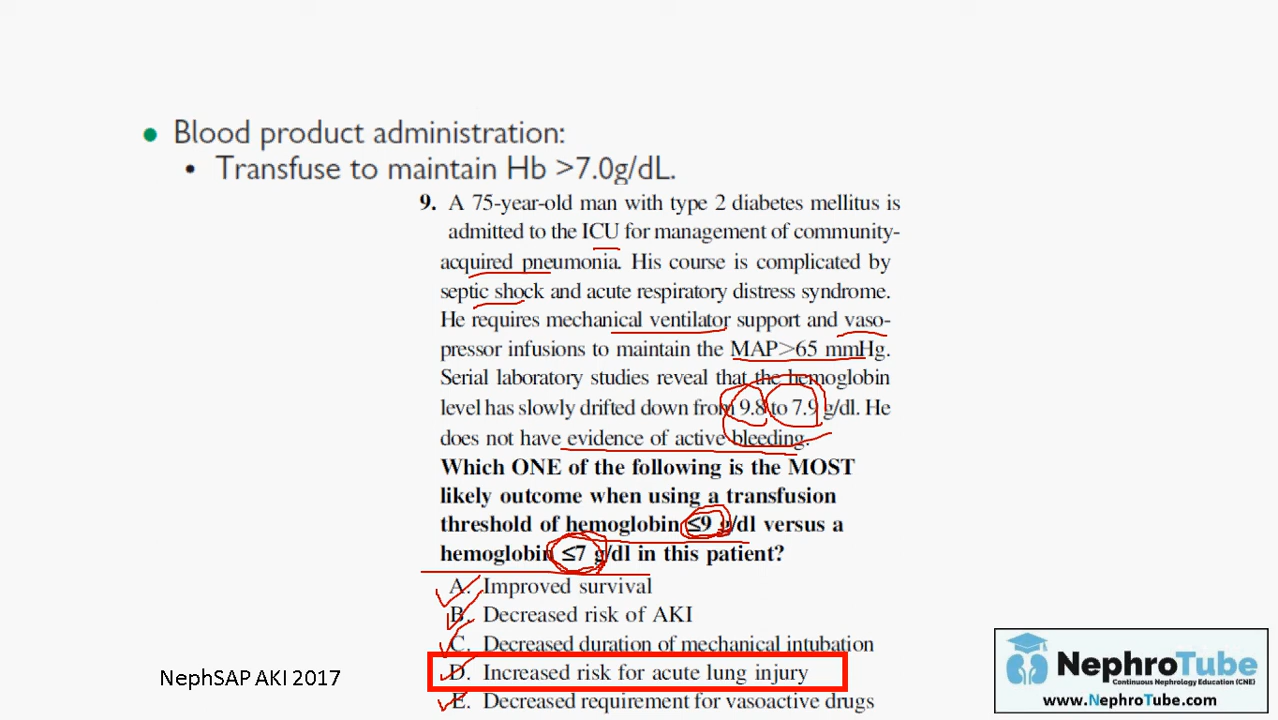 Blood product administration:
Transfuse to maintain Hb >7.0g/dL.
9. A 75-year-old man with type 2 diabetes mellitus is
admitted to the ICU for management of community-
acquired pneumonia. His course is complicated by
septic shock and acute respiratory distress syndrome.
He requires mechanical ventilator support and vaso-
pressor infusions to maintain the MAP>65 mmHg.
Serial laboratory studies reveal that the hemoglobin
level has slowly drifted down from 9.8 to 7.9 g/dl. He
does not have evidence of active bleeding.
Which ONE of the following is the MOST
likely outcome when using a transfusion
threshold of hemoglobin ≤9 g/dl versus a
hemoglobin ≤7 g/dl in this patient?
A. Improved survival
B. Decreased risk of AKI
C. Decreased duration of mechanical intubation
D. Increased risk for acute lung injury
E. Decreased requirement for vasoactive drugs
NephSAP AKI 2017
NephroTube
Continuous Nephrology Education (CNE)
www.NephroTube.com